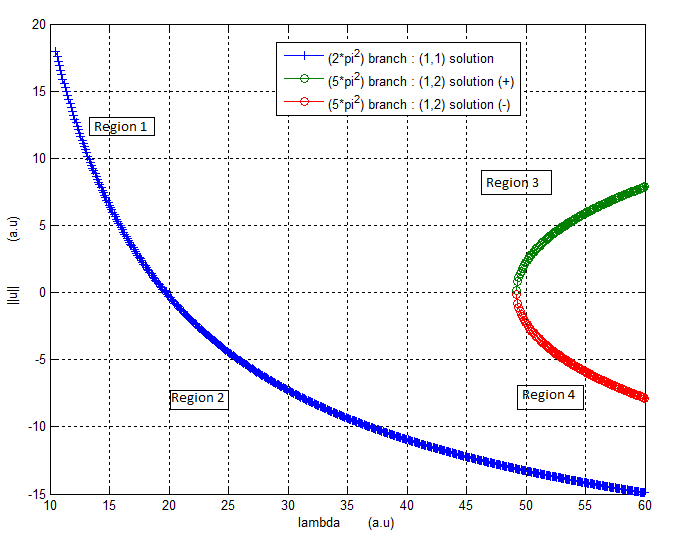 20
15
10
5
0
-5
-10
-15
||u|| (a.u)
(2*pi²) branch : (1,1) solution
(5*pi²) branch : (1,2) solution (+)
(5*pi²) branch : (1,2) solution (-)
Region 1
Region 3
Region 2
Region 4
10 15 20 25 30 35 40 45 50 55 60
lambda (a.u)